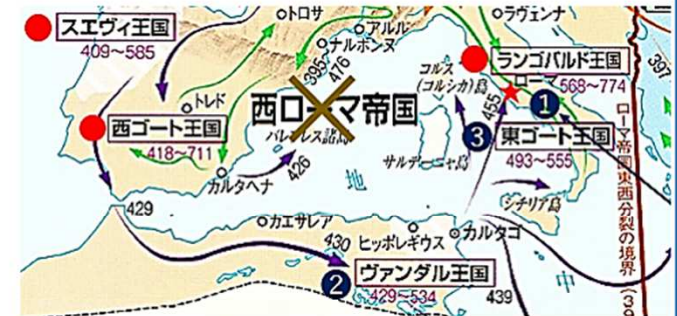 トロサ
ラヴェンナ
スエヴィ王国
409〜585
アルル
ナルボンヌ
395
476
コルス
(コルシカ)島
ランゴバルド王国
568〜774
ローマ
397
トレド
西ローマ帝国
455
1
西ゴート王国
418〜711
バレアレス諸島
426
3
東ゴート王国
493〜555
サルデーニャ島
カルタヘナ
地
シチリア島
ローマ帝国東西分裂の境界
(39
429
カエサレア
430
ヒッポレギウス
カルタゴ
中
2
ヴァンダル王国
429〜534
439